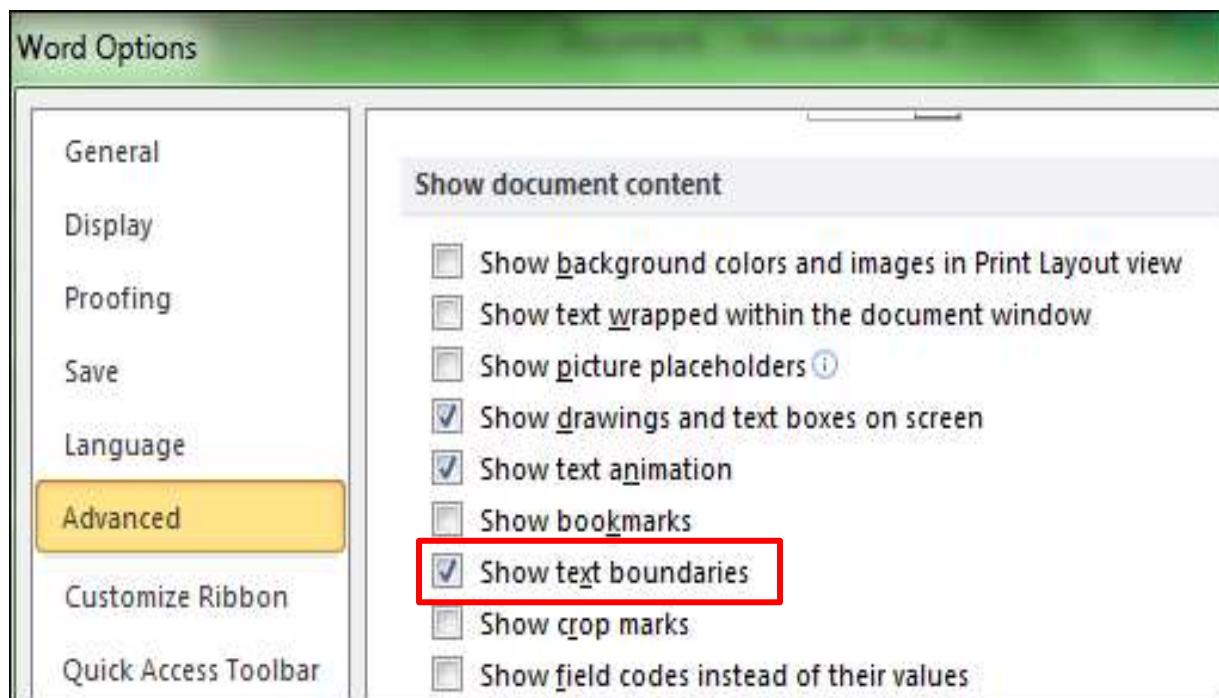 Word Options
General
Display
Proofing
Save
Language
Advanced
Customize Ribbon
Quick Access Toolbar
Show document content
Show background colors and images in Print Layout view
Show text wrapped within the document window
Show picture placeholders
Show drawings and text boxes on screen
Show text animation
Show bookmarks
Show text boundaries
Show crop marks
Show field codes instead of their values